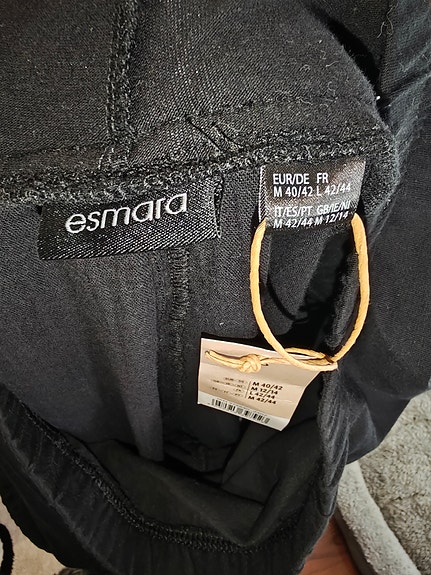 esmara
EUR/DE FR
M 40/42 L 42/44
IT/ES/PT GB/IE/NI
M 42/44 M 12/14
M 40/42
M 12/14
L 42/44
M 42/44